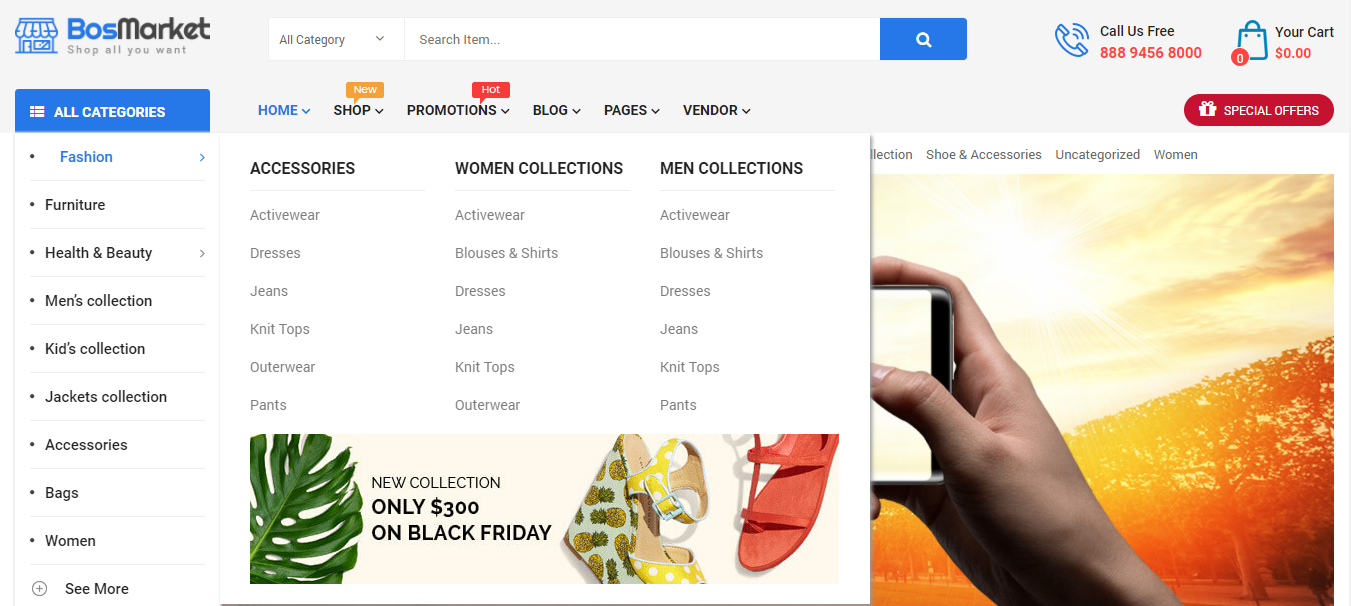 BosMarket
Shop all you want
All Category
Search Item...
Call Us Free
888 9456 8000
Your Cart
0
$0.00
ALL CATEGORIES
HOME
New
SHOP
Hot
PROMOTIONS
BLOG
PAGES
VENDOR
SPECIAL OFFERS
Fashion
Furniture
Health & Beauty
Men's collection
Kid's collection
Jackets collection
Accessories
Bags
Women
See More
ACCESSORIES
Activewear
Dresses
Jeans
Knit Tops
Outerwear
Pants
WOMEN COLLECTIONS
Activewear
Blouses & Shirts
Dresses
Jeans
Knit Tops
Outerwear
MEN COLLECTIONS
Activewear
Blouses & Shirts
Dresses
Jeans
Knit Tops
Pants
NEW COLLECTION
ONLY $300
ON BLACK FRIDAY
llection Shoe & Accessories Uncategorized Women